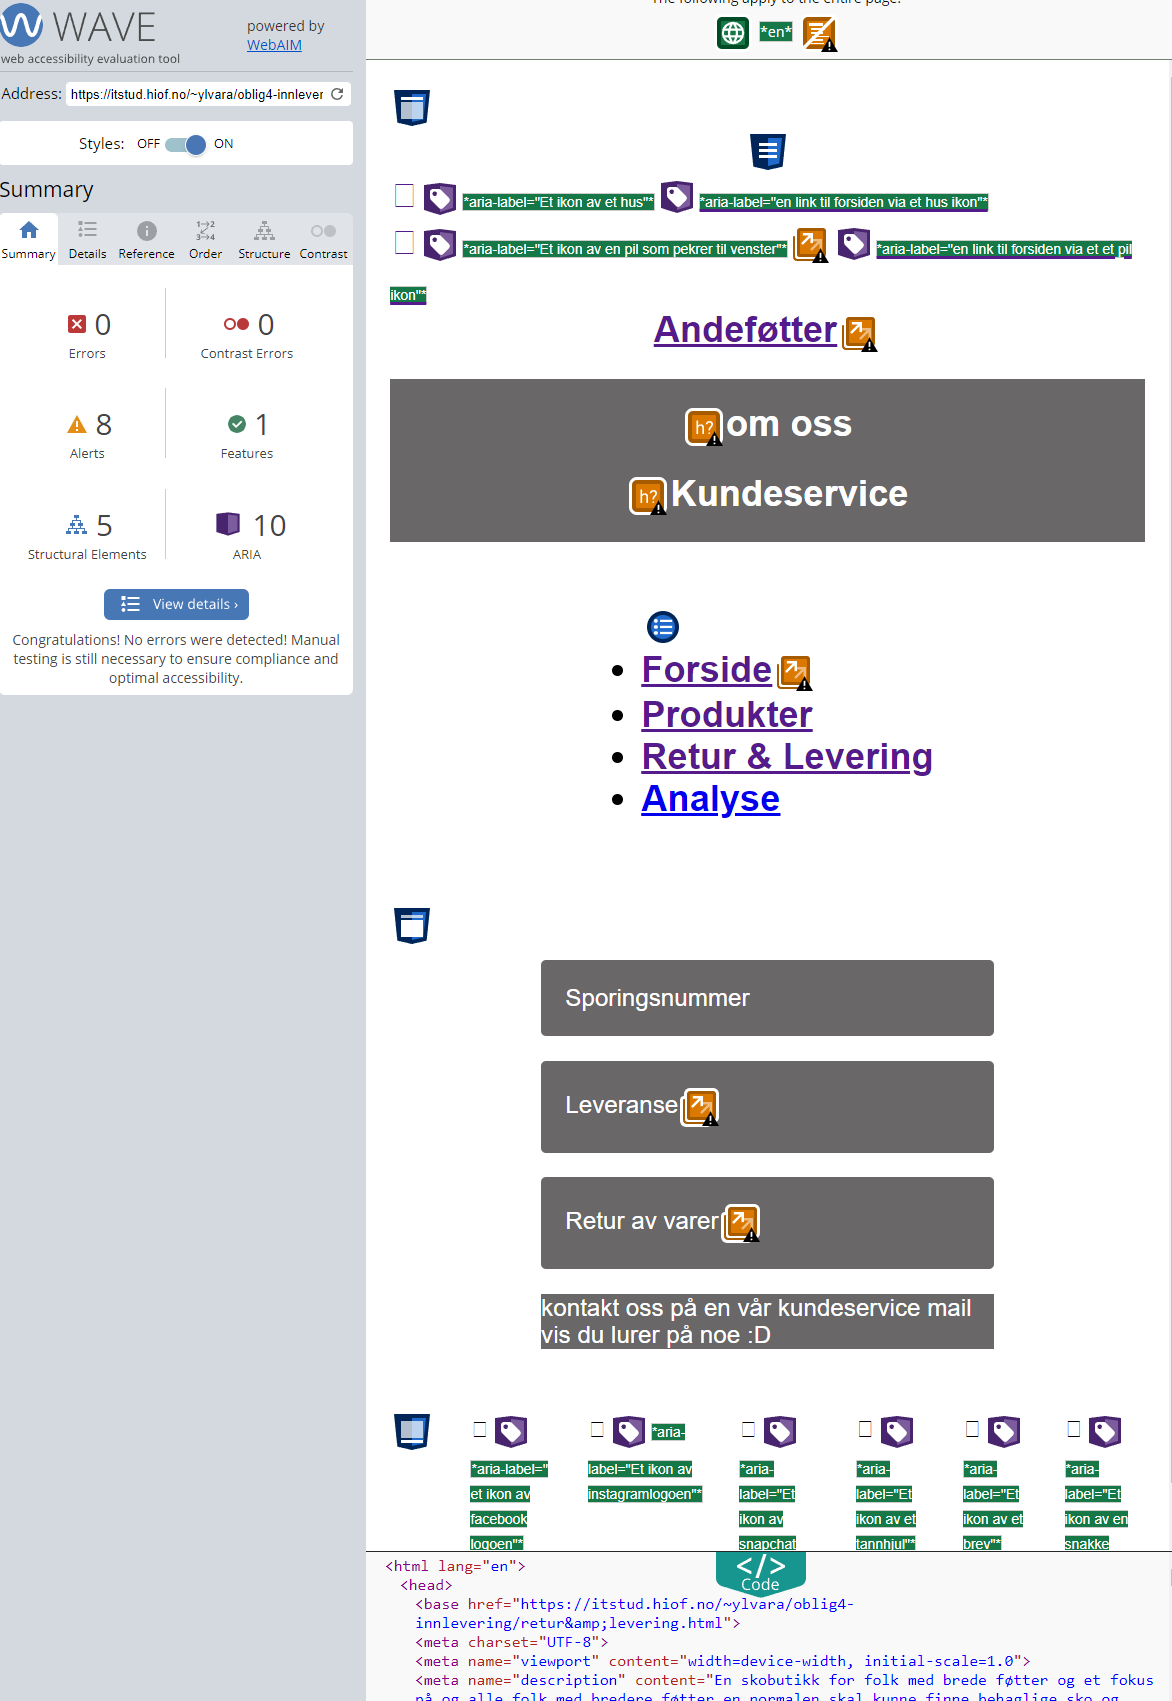 WAVE
powered by
WebAIM
web accessibility evaluation tool
Address: https://itstud.hiof.no/~ylvara/oblig4-innlever
Styles: OFF ON
Summary
Summary Details Reference Order Structure Contrast
0
Errors
0
Contrast Errors
8
Alerts
1
Features
5
Structural Elements
10
ARIA
View details ›
Congratulations! No errors were detected! Manual
testing is still necessary to ensure compliance and
optimal accessibility.
The following apply to the entire page:
*en*
*aria-label="Et ikon av et hus"* *aria-label="en link til forsiden via et hus ikon"*
*aria-label="Et ikon av en pil som pekrer til venster"* *aria-label="en link til forsiden via et et pil
ikon"*
Andeføtter
h? om oss
h? Kundeservice
• Forside
• Produkter
• Retur & Levering
• Analyse
Sporingsnummer
Leveranse
Retur av varer
kontakt oss på en vår kundeservice mail
vis du lurer på noe :D
*aria-label="
et ikon av
facebook
logoen"*
*aria-
label="Et ikon av
instagramlogoen"*
*aria-
label="Et
ikon av
snapchat
*aria-
label="Et
ikon av et
tannhjul"*
*aria-
label="Et
ikon av et
brev"*
*aria-
label="Et
ikon av en
snakke
</>
Code
<html lang="en">
<head>
<base href="https://itstud.hiof.no/~ylvara/oblig4-
innlevering/retur&amp;levering.html">
<meta charset="UTF-8">
<meta name="viewport" content="width=device-width, initial-scale=1.0">
<meta name="description" content="En skobutikk for folk med brede føtter og et fokus
på og alle folk med bredere føtter en normalen skal kunne finne behaglige sko og